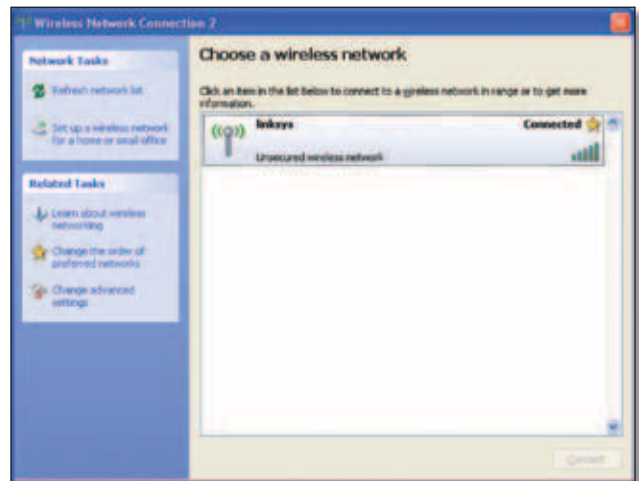 Wireless Network Connection 2
Network Tasks
Refresh network list
Set up a wireless network
for a home or small office
Related Tasks
Learn about wireless
networking
Change the order of
preferred networks
Change advanced
settings
Choose a wireless network
Click an item in the list below to connect to a wireless network in range or to get more
information.
linksys
Connected
Unsecured wireless network
Connect